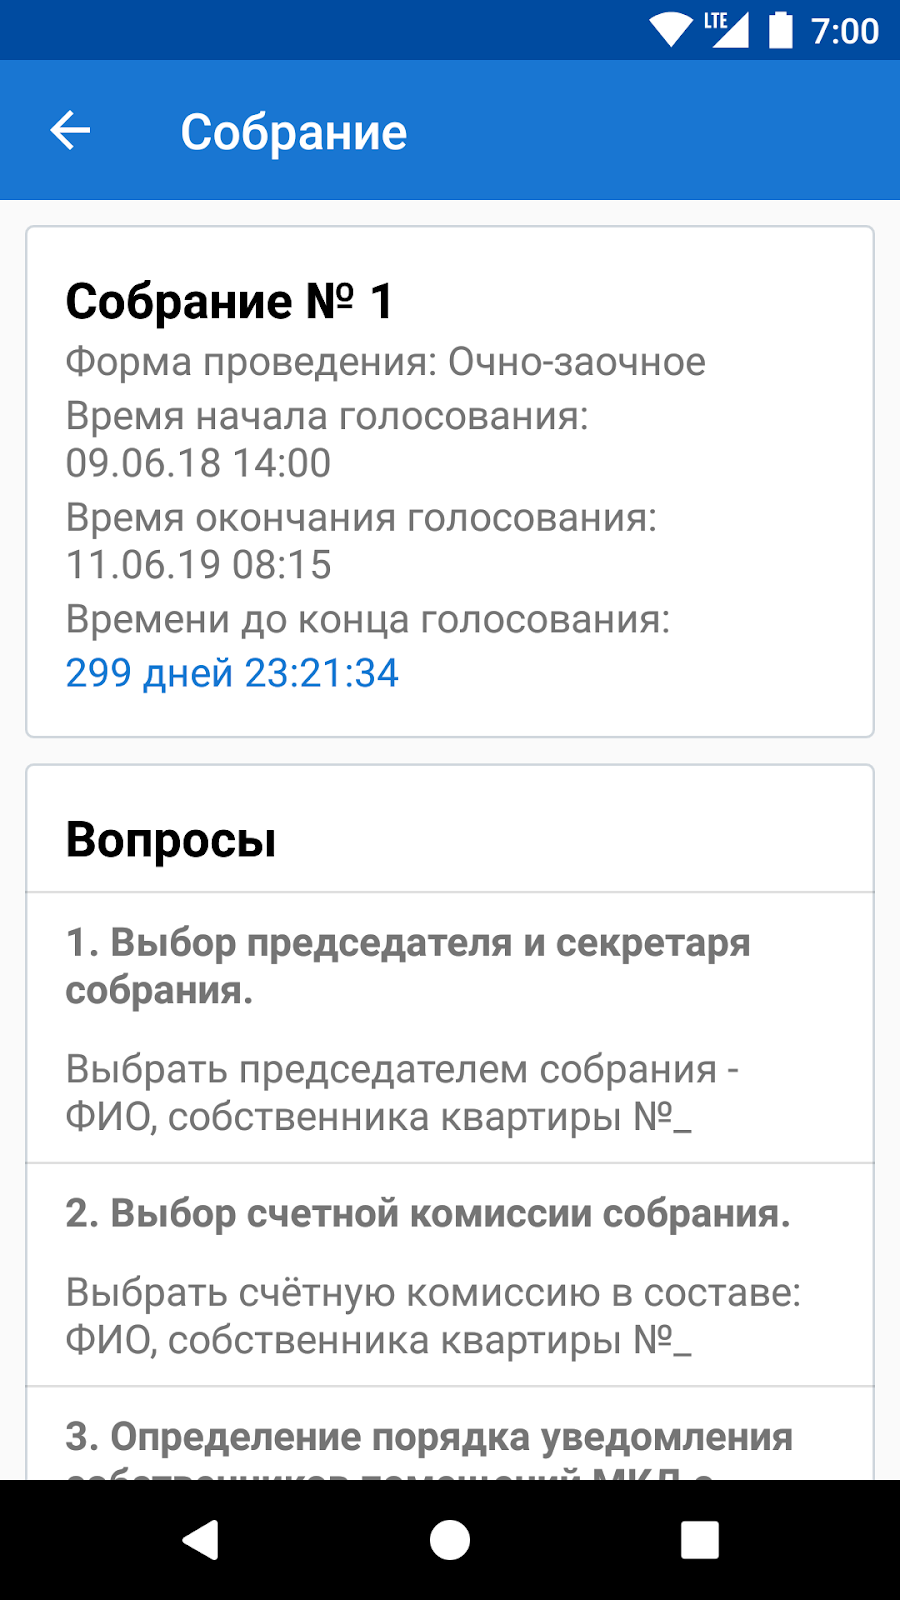 LTE 7:00
Собрание
Собрание № 1
Форма проведения: Очно-заочное
Время начала голосования:
09.06.18 14:00
Время окончания голосования:
11.06.19 08:15
Времени до конца голосования:
299 дней 23:21:34
Вопросы
1. Выбор председателя и секретаря
собрания.
Выбрать председателем собрания -
ФИО, собственника квартиры №_
2. Выбор счетной комиссии собрания.
Выбрать счётную комиссию в составе:
ФИО, собственника квартиры №_
3. Определение порядка уведомления
собственников помещений МКД о